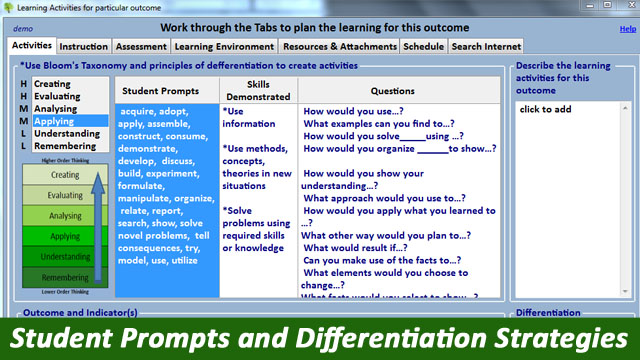 Learning Activities for particular outcome
demo
Work through the Tabs to plan the learning for this outcome
Help
Activities
Instruction
Assessment
Learning Environment
Resources & Attachments
Schedule
Search Internet
*Use Bloom's Taxonomy and principles of defferentiation to create activities
H Creating
H Evaluating
M Analysing
M Applying
L Understanding
L Remembering
Higher Order Thinking
Creating
Evaluating
Analysing
Applying
Understanding
Remembering
Lower Order Thinking
Student Prompts
acquire, adopt,
apply, assemble,
construct, consume,
demonstrate,
develop, discuss,
build, experiment,
formulate,
manipulate, organize,
relate, report,
search, show, solve
novel problems, tell
consequences, try,
model, use, utilize
Skills
Demonstrated
*Use
information
*Use methods,
concepts,
theories in new
situations
*Solve
problems using
required skills
or knowledge
Questions
How would you use...?
What examples can you find to...?
How would you solve_____using ...?
How would you organize ______to show...?
How would you show your
understanding...?
What approach would you use to...?
How would you apply what you learned to
...?
What other way would you plan to...?
What would result if...?
Can you make use of the facts to...?
What elements would you choose to
change...?
What facts would you select to show...?
Describe the learning
activities for this
outcome
click to add
Outcome and Indicator(s)
Differentiation
Student Prompts and Differentiation Strategies